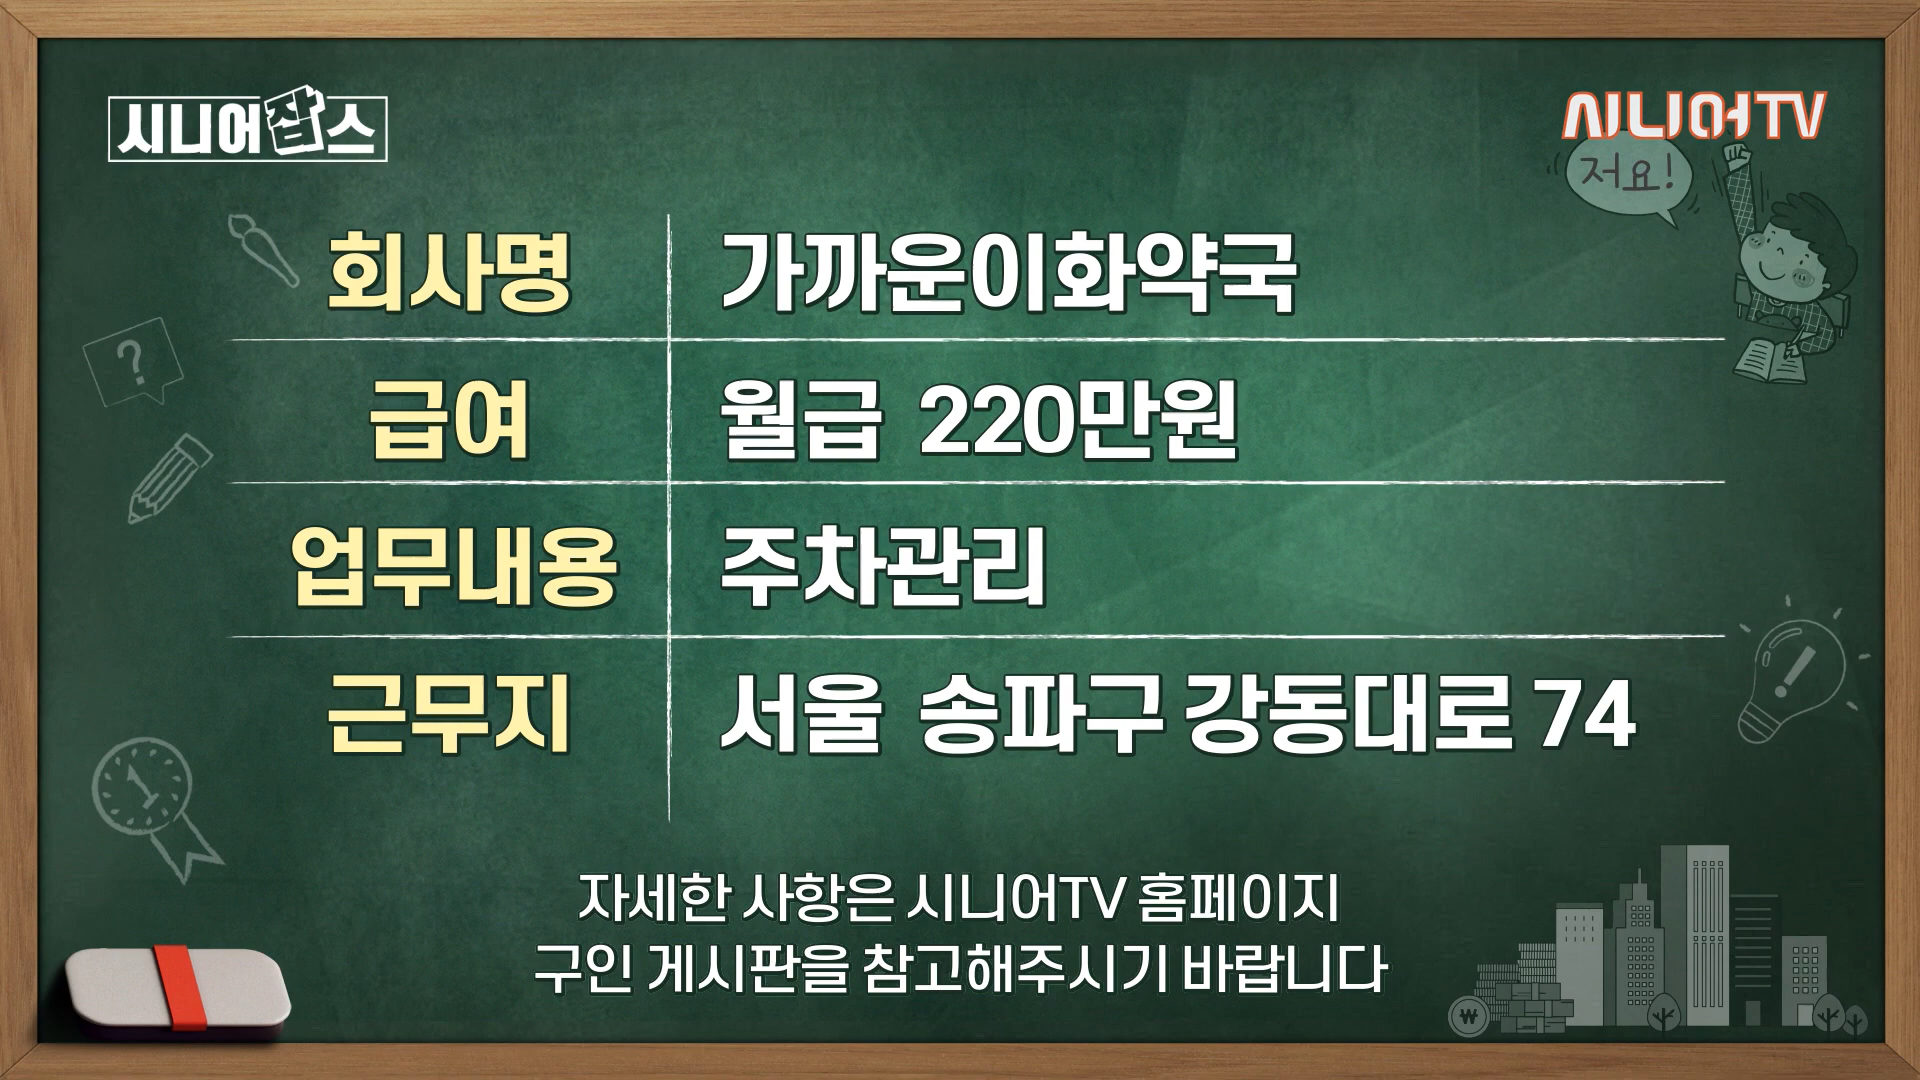 시니어잡스
시니어TV
저요!
회사명 가까운이화약국
급여 월급 220만원
업무내용 주차관리
근무지 서울 송파구 강동대로 74
자세한 사항은 시니어TV 홈페이지
구인 게시판을 참고해주시기 바랍니다
?
!
1
₩